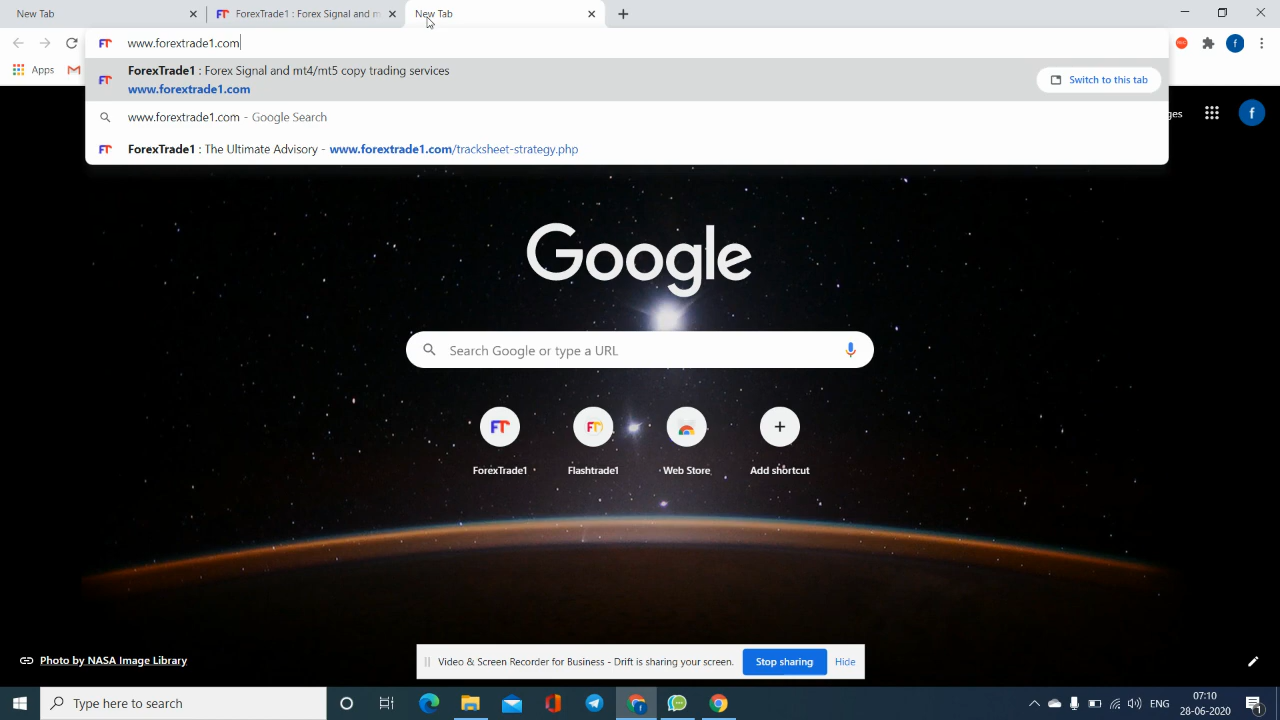 New Tab
ForexTrade1 : Forex Signal and m
New Tab
www.forextrade1.com
Apps
ForexTrade1 : Forex Signal and mt4/mt5 copy trading services
www.forextrade1.com
Switch to this tab
www.forextrade1.com - Google Search
ges
ForexTrade1 : The Ultimate Advisory - www.forextrade1.com/tracksheet-strategy.php
Google
Search Google or type a URL
FT
FT
ForexTrade1
Flashtrade1
Web Store
Add shortcut
Photo by NASA Image Library
Video & Screen Recorder for Business - Drift is sharing your screen.
Stop sharing
Hide
Type here to search
ENG
07:10
28-06-2020